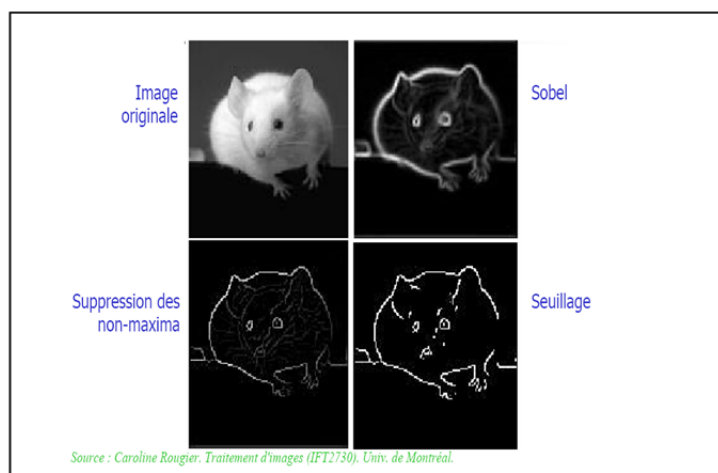 Image
originale
Sobel
Suppression des
non-maxima
Seuillage
Source : Caroline Rougier. Traitement d'images (IFT2730). Univ. de Montréal.